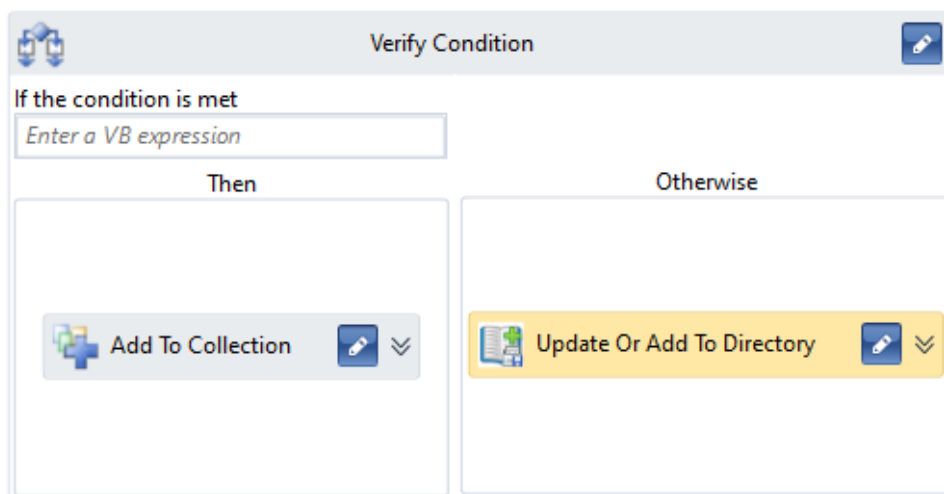 Verify Condition
If the condition is met
Enter a VB expression
Then
Otherwise
Add To Collection
Update Or Add To Directory